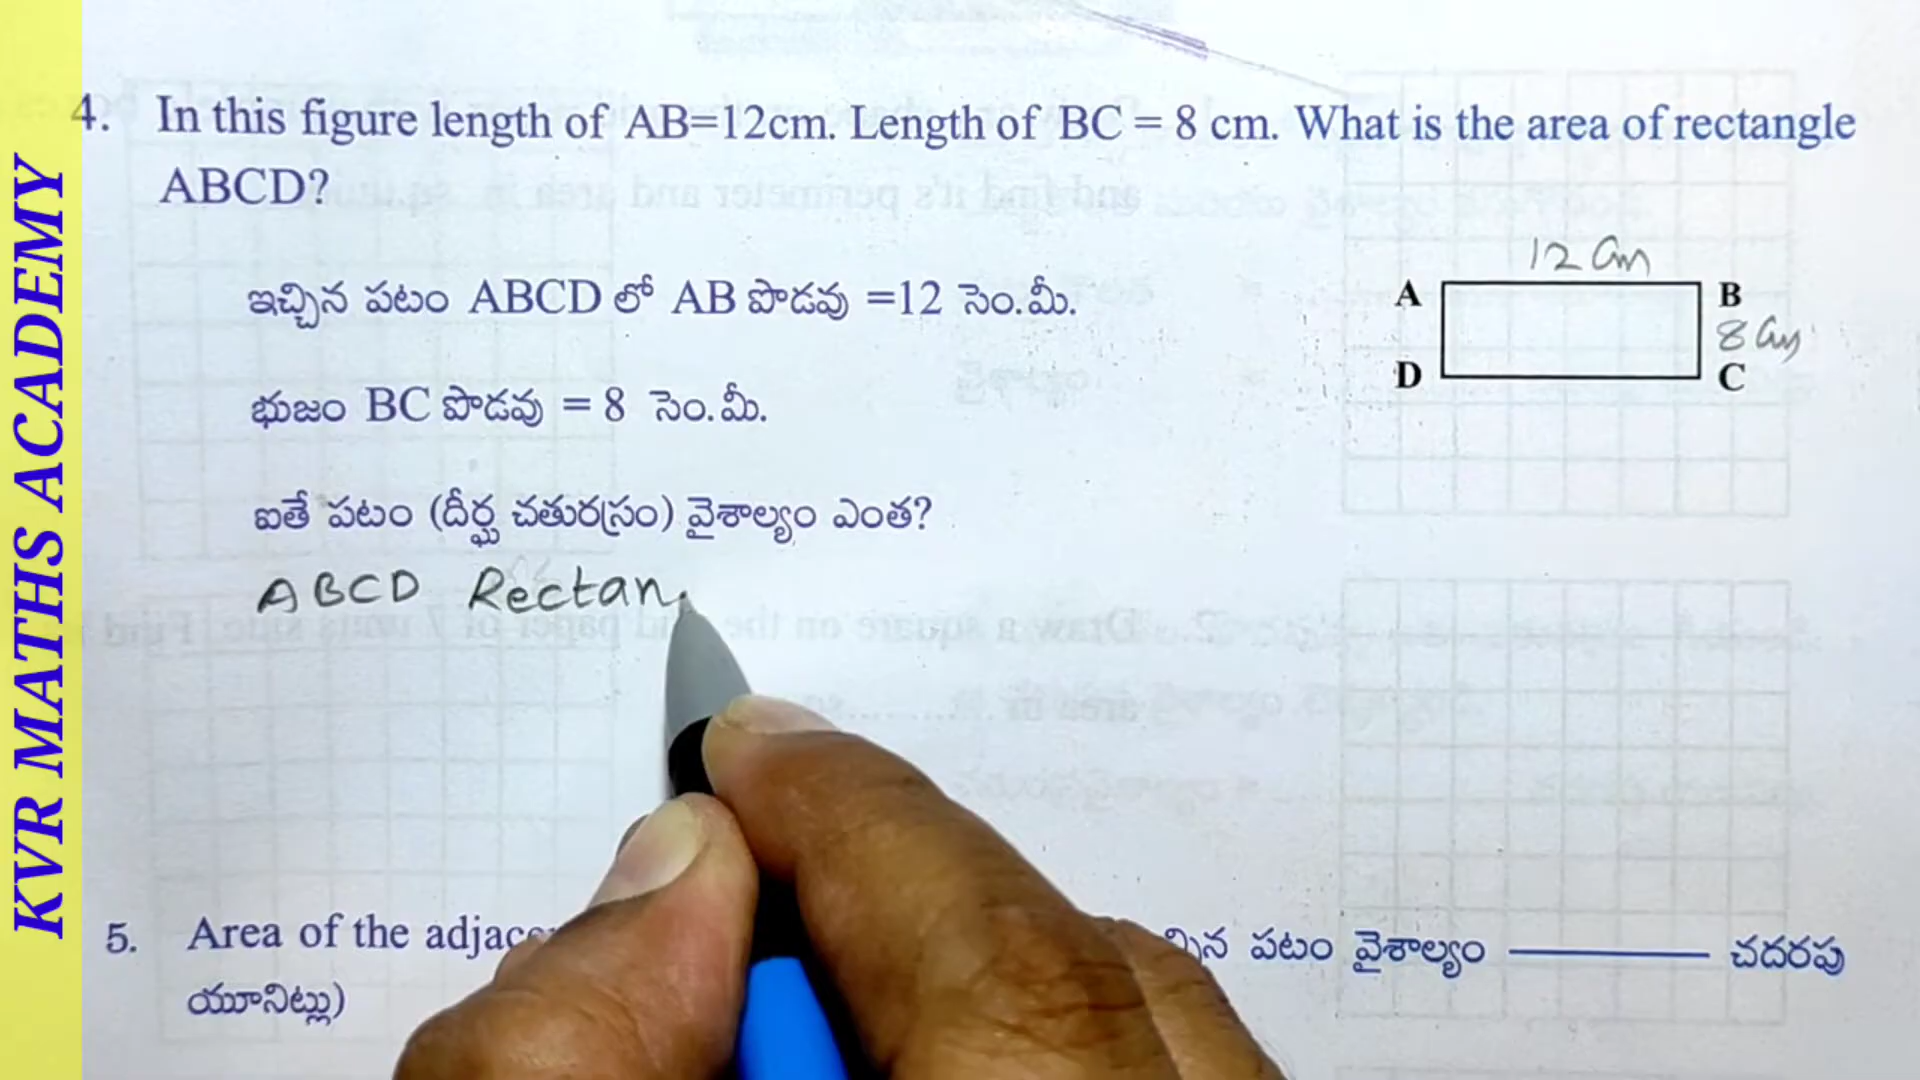 KVR MATHS ACADEMY
4. In this figure length of AB=12cm. Length of BC = 8 cm. What is the area of rectangle
ABCD?
ఇచ్చిన పటం ABCD లో AB పొడవు =12 సెం.మీ.
భుజం BC పొడవు = 8 సెం.మీ.
ఐతే పటం (దీర్ఘ చతురస్రం) వైశాల్యం ఎంత?
12 Cm
A B
8 Cm
D C
ABCD Rectan
5. Area of the పటం వైశాల్యం చదరపు
యూనిట్లు)